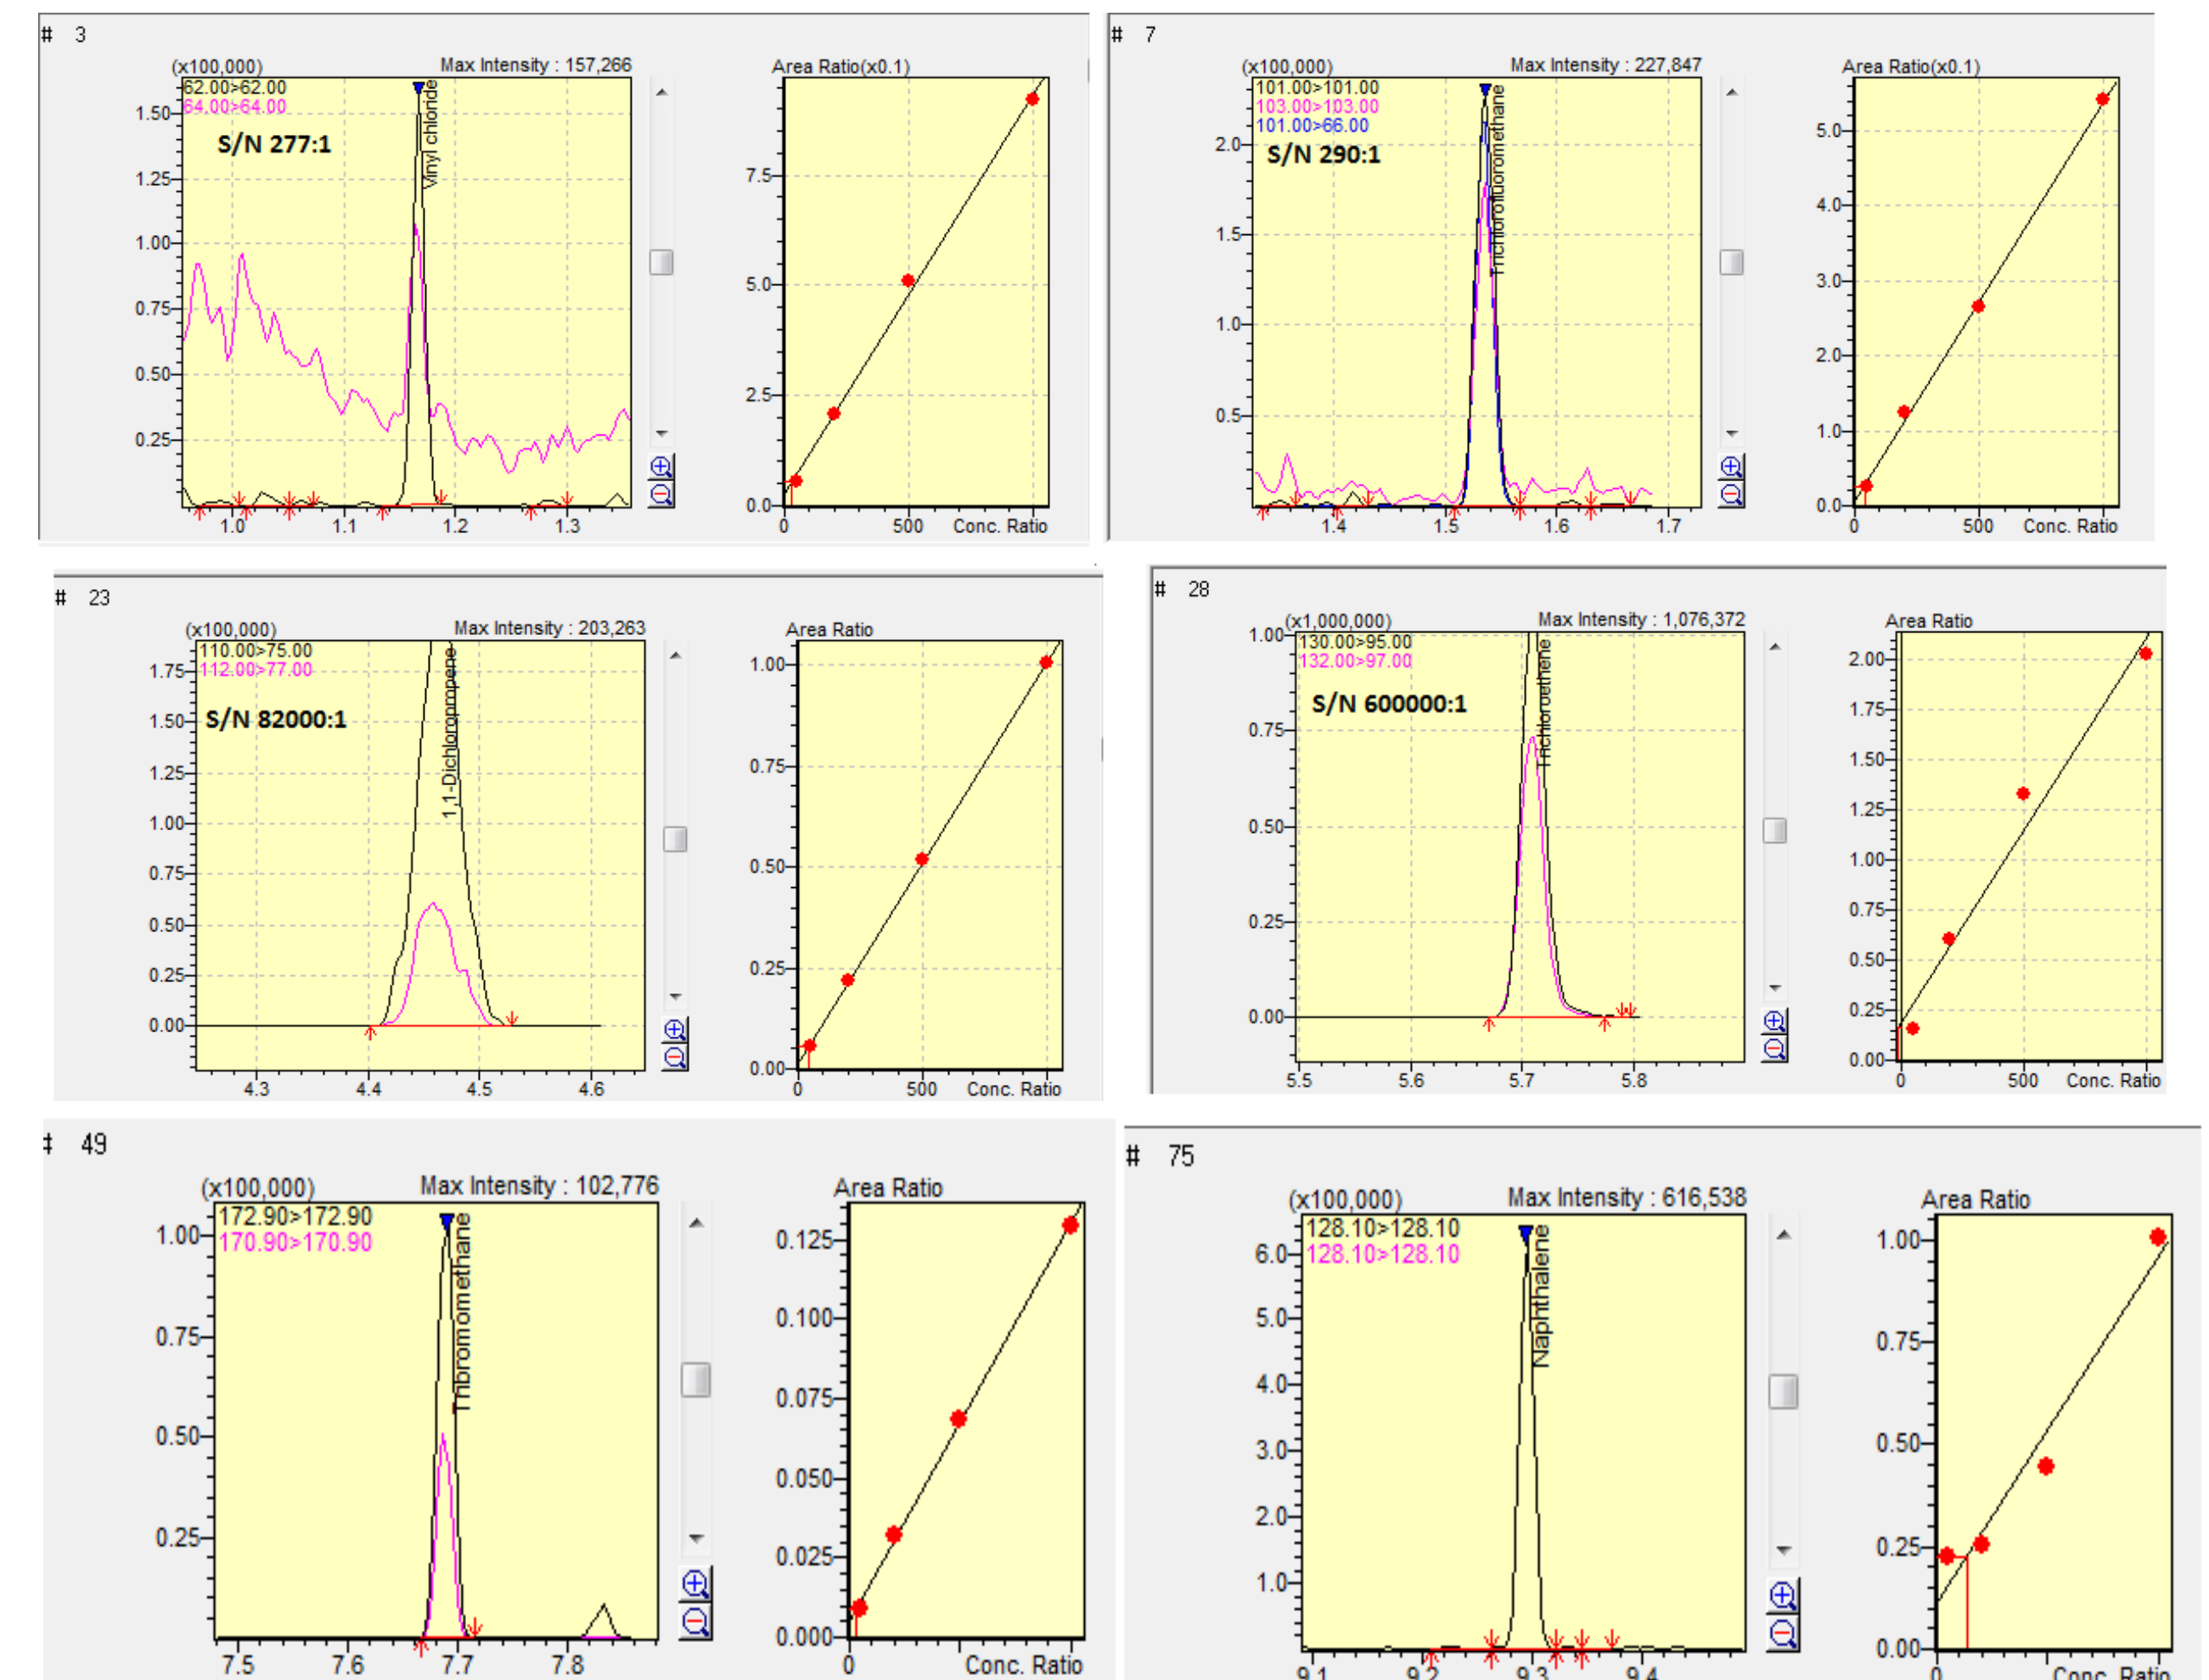 # 3
(x100,000) Max Intensity : 157,266
62.00>62.00
64.00>64.00
S/N 277:1
Vinyl chloride
1.50
1.25
1.00
0.75
0.50
0.25
1.0 1.1 1.2 1.3
Area Ratio(x0.1)
7.5
5.0
2.5
0.0
0 500 Conc. Ratio
# 7
(x100,000) Max Intensity : 227,847
101.00>101.00
103.00>103.00
101.00>66.00
S/N 290:1
Trichlorofluoromethane
2.0
1.5
1.0
0.5
1.4 1.5 1.6 1.7
Area Ratio(x0.1)
5.0
4.0
3.0
2.0
1.0
0.0
0 500 Conc. Ratio
# 23
(x100,000) Max Intensity : 203,263
110.00>75.00
112.00>77.00
S/N 82000:1
1,1-Dichloropropene
1.75
1.50
1.25
1.00
0.75
0.50
0.25
0.00
4.3 4.4 4.5 4.6
Area Ratio
1.00
0.75
0.50
0.25
0.00
0 500 Conc. Ratio
# 28
(x1,000,000) Max Intensity : 1,076,372
130.00>95.00
132.00>97.00
S/N 600000:1
Trichloroethene
1.00
0.75
0.50
0.25
0.00
5.5 5.6 5.7 5.8
Area Ratio
2.00
1.75
1.50
1.25
1.00
0.75
0.50
0.25
0.00
0 500 Conc. Ratio
# 49
(x100,000) Max Intensity : 102,776
172.90>172.90
170.90>170.90
Tribromomethane
1.00
0.75
0.50
0.25
7.5 7.6 7.7 7.8
Area Ratio
0.125
0.100
0.075
0.050
0.025
0.000
0 Conc. Ratio
# 75
(x100,000) Max Intensity : 616,538
128.10>128.10
128.10>128.10
Naphthalene
6.0
5.0
4.0
3.0
2.0
1.0
9.1 9.2 9.3 9.4
Area Ratio
1.00
0.75
0.50
0.25
0.00
0 Conc. Ratio